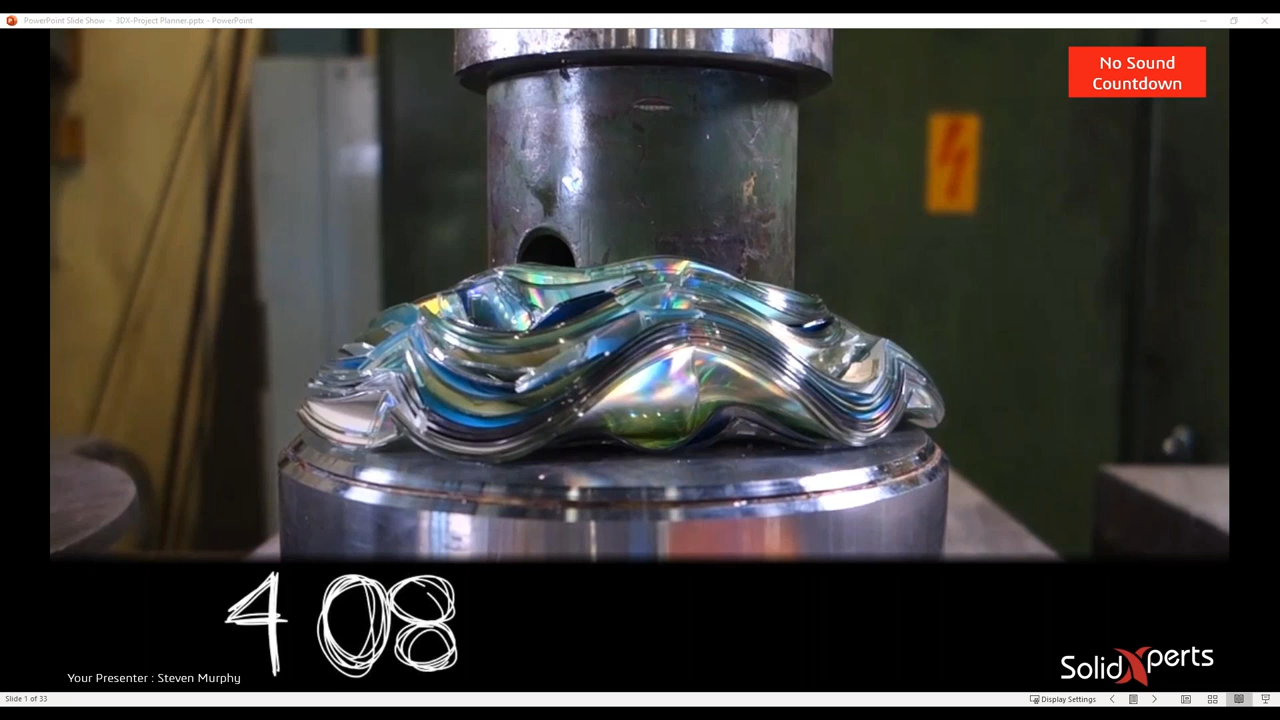 PowerPoint Slide Show - 3DX-Project Planner.pptx - PowerPoint
No Sound
Countdown
4 08
Your Presenter : Steven Murphy
SolidXperts
Slide 1 of 33
Display Settings